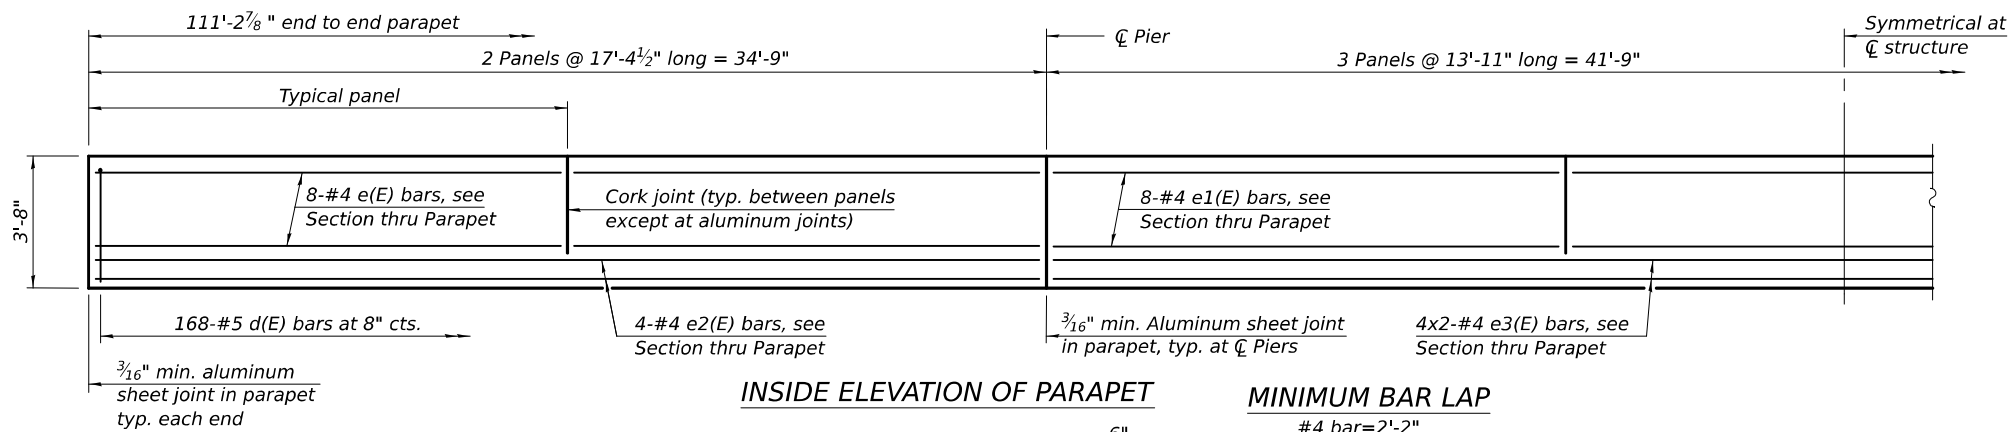 111'-2⅞" end to end parapet
2 Panels @ 17'-4½" long = 34'-9"
℄ Pier
3 Panels @ 13'-11" long = 41'-9"
Symmetrical at
℄ structure
Typical panel
3'-8"
8-#4 e(E) bars, see
Section thru Parapet
Cork joint (typ. between panels
except at aluminum joints)
8-#4 e1(E) bars, see
Section thru Parapet
168-#5 d(E) bars at 8" cts.
4-#4 e2(E) bars, see
Section thru Parapet
3/16" min. Aluminum sheet joint
in parapet, typ. at ℄ Piers
4x2-#4 e3(E) bars, see
Section thru Parapet
3/16" min. aluminum
sheet joint in parapet
typ. each end
INSIDE ELEVATION OF PARAPET
MINIMUM BAR LAP
#4 bar=2'-2"
6"